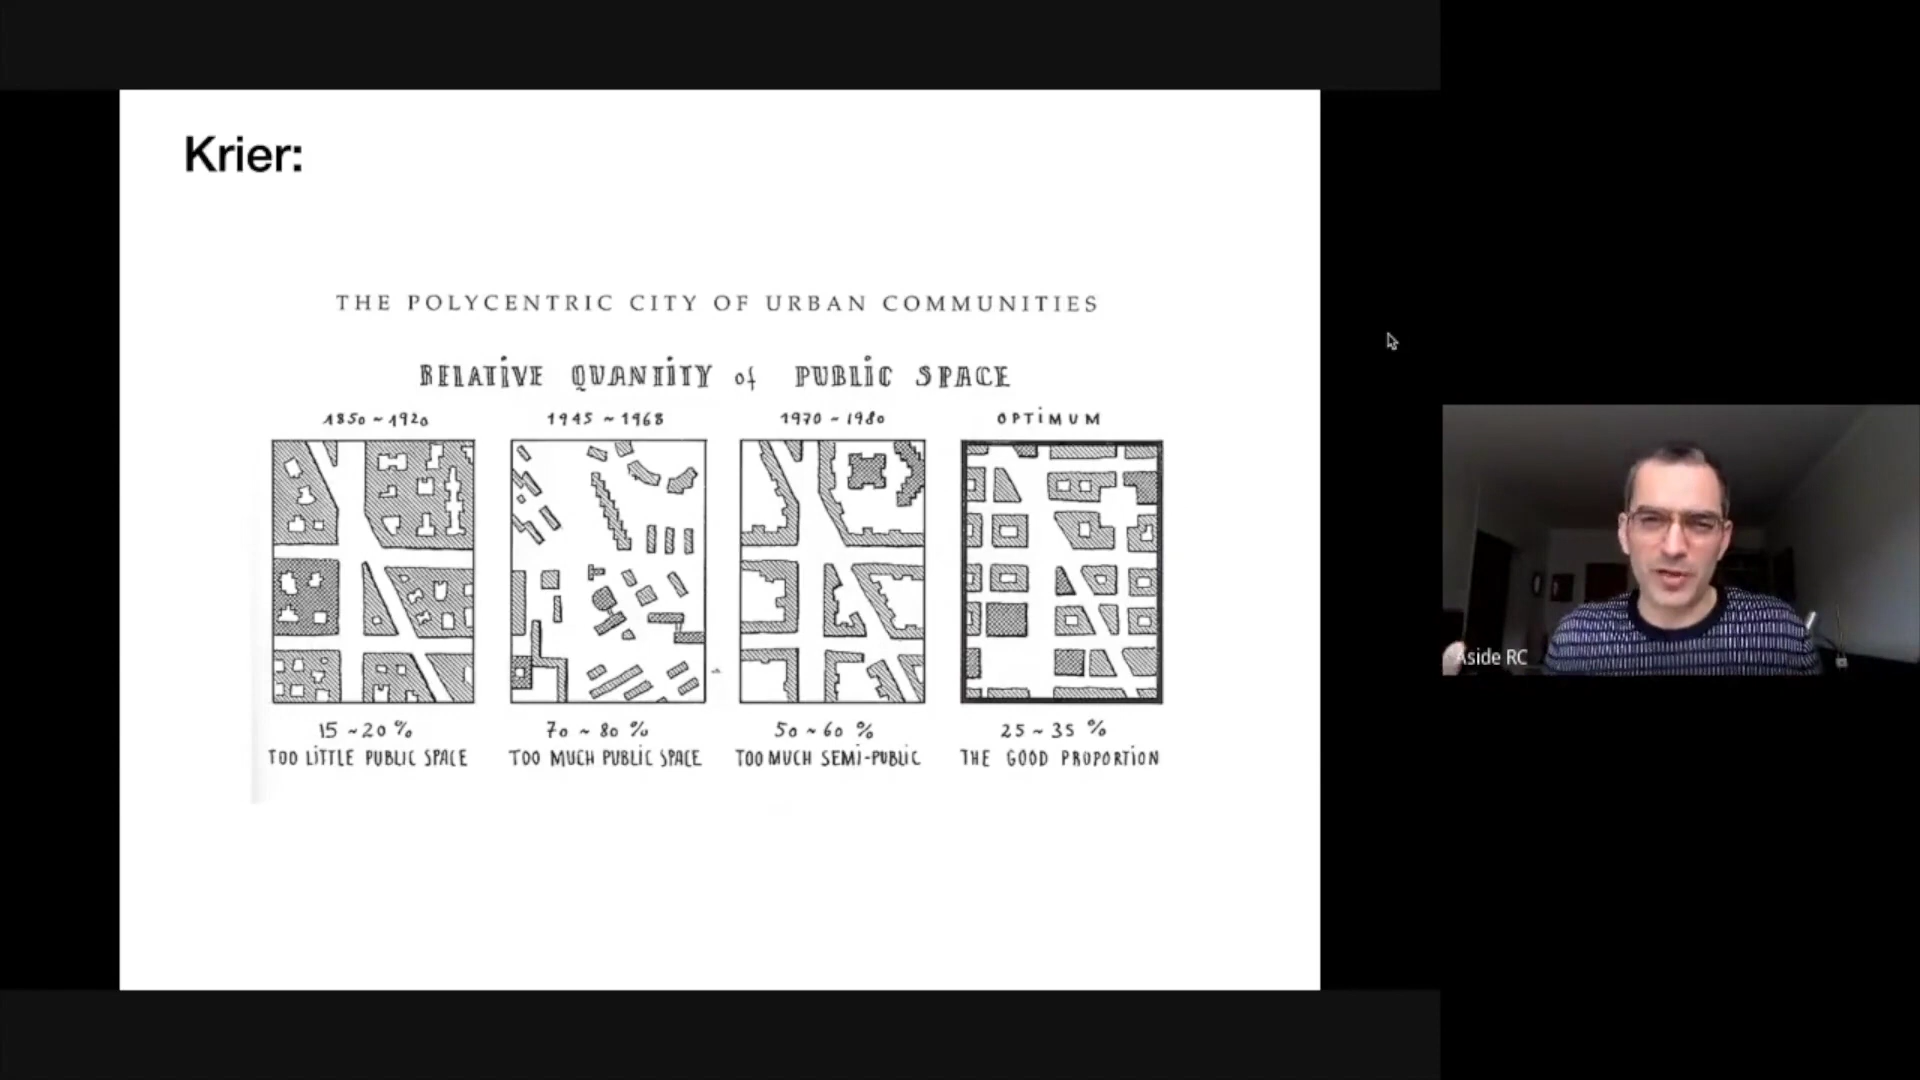 Krier:
THE POLYCENTRIC CITY OF URBAN COMMUNITIES
RELATIVE QUANTITY of PUBLIC SPACE
1850 ~ 1920
1945 ~ 1968
1970 ~ 1980
OPTIMUM
15 ~ 20 %
70 ~ 80 %
50 ~ 60 %
25 ~ 35 %
TOO LITTLE PUBLIC SPACE
TOO MUCH PUBLIC SPACE
TOO MUCH SEMI-PUBLIC
THE GOOD PROPORTION
Aside RC